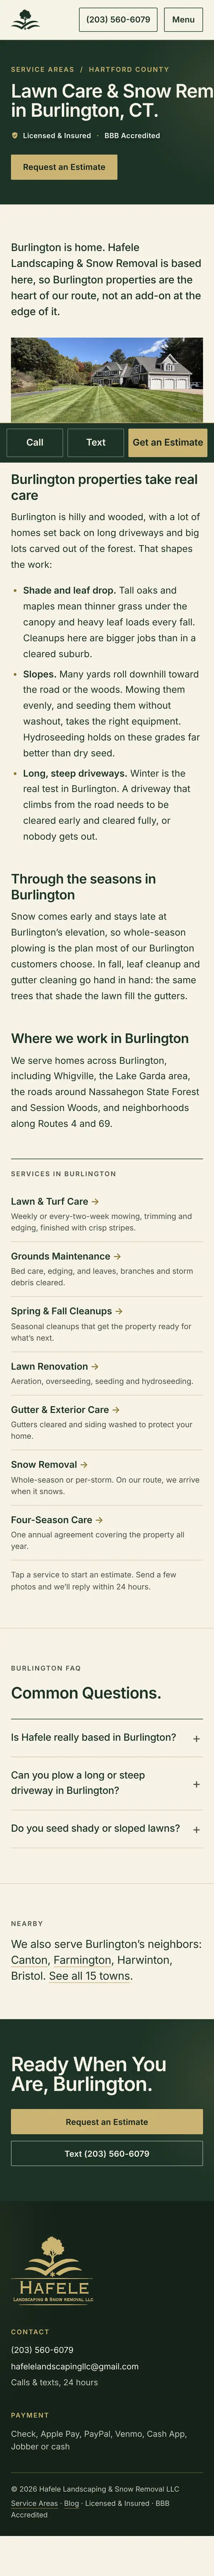 (203) 560-6079
Menu
SERVICE AREAS / HARTFORD COUNTY
Lawn Care & Snow Rem
in Burlington, CT.
Licensed & Insured · BBB Accredited
Request an Estimate
Burlington is home. Hafele
Landscaping & Snow Removal is based
here, so Burlington properties are the
heart of our route, not an add-on at the
edge of it.
Call
Text
Get an Estimate
Burlington properties take real
care
Burlington is hilly and wooded, with a lot of
homes set back on long driveways and big
lots carved out of the forest. That shapes
the work:
• Shade and leaf drop. Tall oaks and
maples mean thinner grass under the
canopy and heavy leaf loads every fall.
Cleanups here are bigger jobs than in a
cleared suburb.
• Slopes. Many yards roll downhill toward
the road or the woods. Mowing them
evenly, and seeding them without
washout, takes the right equipment.
Hydroseeding holds on these grades far
better than dry seed.
• Long, steep driveways. Winter is the
real test in Burlington. A driveway that
climbs from the road needs to be
cleared early and cleared fully, or
nobody gets out.
Through the seasons in
Burlington
Snow comes early and stays late at
Burlington's elevation, so whole-season
plowing is the plan most of our Burlington
customers choose. In fall, leaf cleanup and
gutter cleaning go hand in hand: the same
trees that shade the lawn fill the gutters.
Where we work in Burlington
We serve homes across Burlington,
including Whigville, the Lake Garda area,
the roads around Nassahegon State Forest
and Session Woods, and neighborhoods
along Routes 4 and 69.
SERVICES IN BURLINGTON
Lawn & Turf Care →
Weekly or every-two-week mowing, trimming and
edging, finished with crisp stripes.
Grounds Maintenance →
Bed care, edging, and leaves, branches and storm
debris cleared.
Spring & Fall Cleanups →
Seasonal cleanups that get the property ready for
what's next.
Lawn Renovation →
Aeration, overseeding, seeding and hydroseeding.
Gutter & Exterior Care →
Gutters cleared and siding washed to protect your
home.
Snow Removal →
Whole-season or per-storm. On our route, we arrive
when it snows.
Four-Season Care →
One annual agreement covering the property all
year.
Tap a service to start an estimate. Send a few
photos and we'll reply within 24 hours.
BURLINGTON FAQ
Common Questions.
Is Hafele really based in Burlington? +
Can you plow a long or steep
driveway in Burlington? +
Do you seed shady or sloped lawns? +
NEARBY
We also serve Burlington's neighbors:
Canton, Farmington, Harwinton,
Bristol. See all 15 towns.
Ready When You
Are, Burlington.
Request an Estimate
Text (203) 560-6079
HAFELE
LANDSCAPING & SNOW REMOVAL LLC
CONTACT
(203) 560-6079
hafelelandscapingllc@gmail.com
Calls & texts, 24 hours
PAYMENT
Check, Apple Pay, PayPal, Venmo, Cash App,
Jobber or cash
© 2026 Hafele Landscaping & Snow Removal LLC
Service Areas · Blog · Licensed & Insured · BBB
Accredited